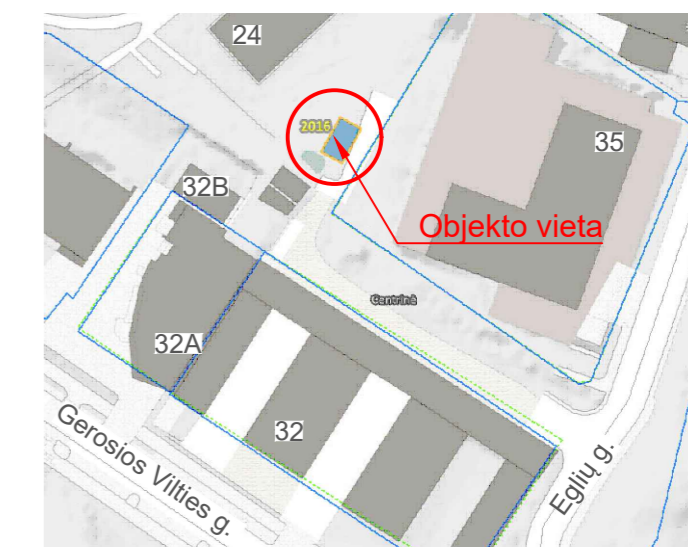 24
2016
35
32B
Objekto vieta
Centrinė
32A
32
Gerosios Vilties g.
Eglių g.